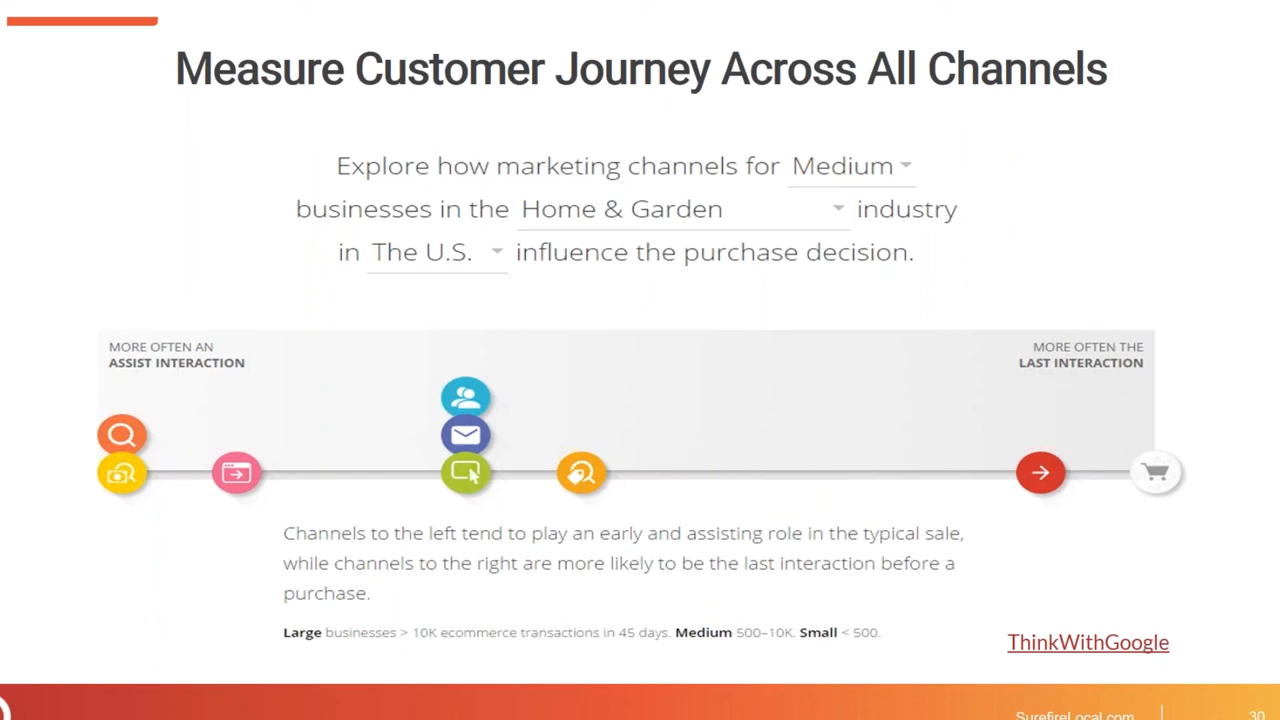 Measure Customer Journey Across All Channels
Explore how marketing channels for Medium
businesses in the Home & Garden industry
in The U.S. influence the purchase decision.
MORE OFTEN AN
ASSIST INTERACTION
MORE OFTEN THE
LAST INTERACTION
Channels to the left tend to play an early and assisting role in the typical sale,
while channels to the right are more likely to be the last interaction before a
purchase.
Large businesses > 10K ecommerce transactions in 45 days. Medium 500–10K. Small < 500.
ThinkWithGoogle
SurefireLocal.com
30